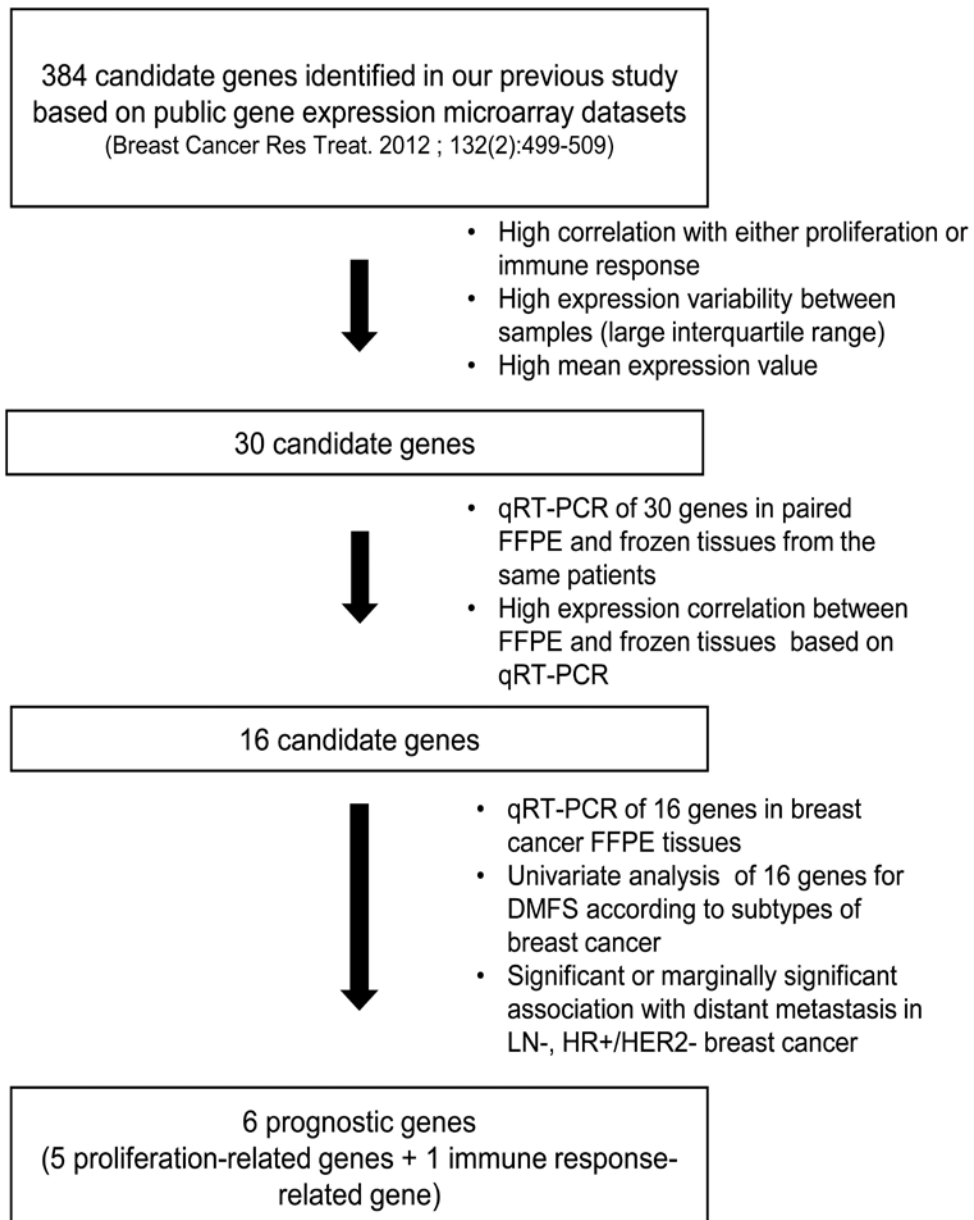 384 candidate genes identified in our previous study
based on public gene expression microarray datasets
(Breast Cancer Res Treat. 2012 ; 132(2):499-509)
• High correlation with either proliferation or
immune response
• High expression variability between
samples (large interquartile range)
• High mean expression value
30 candidate genes
• qRT-PCR of 30 genes in paired
FFPE and frozen tissues from the
same patients
• High expression correlation between
FFPE and frozen tissues based on
qRT-PCR
16 candidate genes
• qRT-PCR of 16 genes in breast
cancer FFPE tissues
• Univariate analysis of 16 genes for
DMFS according to subtypes of
breast cancer
• Significant or marginally significant
association with distant metastasis in
LN-, HR+/HER2- breast cancer
6 prognostic genes
(5 proliferation-related genes + 1 immune response-
related gene)